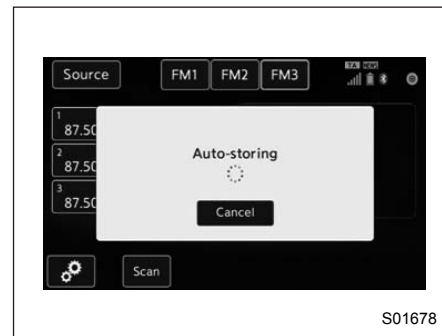 Source FM1 FM2 FM3 TA NEWS
1
87.50
2
87.50
3
87.50
Auto-storing
Cancel
Scan
S01678